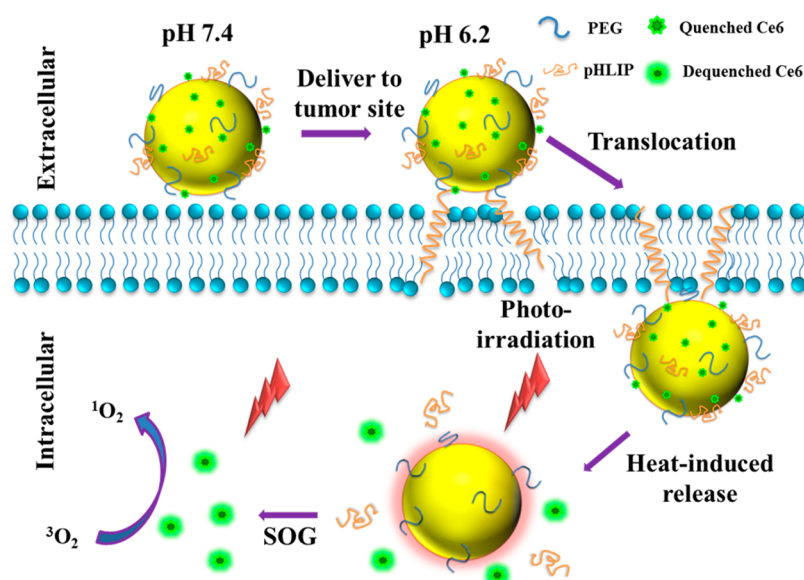 pH 7.4
pH 6.2
PEG
Quenched Ce6
pHLIP
Dequenched Ce6
Deliver to
tumor site
Translocation
Extracellular
Photo-
irradiation
Intracellular
¹O₂
³O₂
SOG
Heat-induced
release